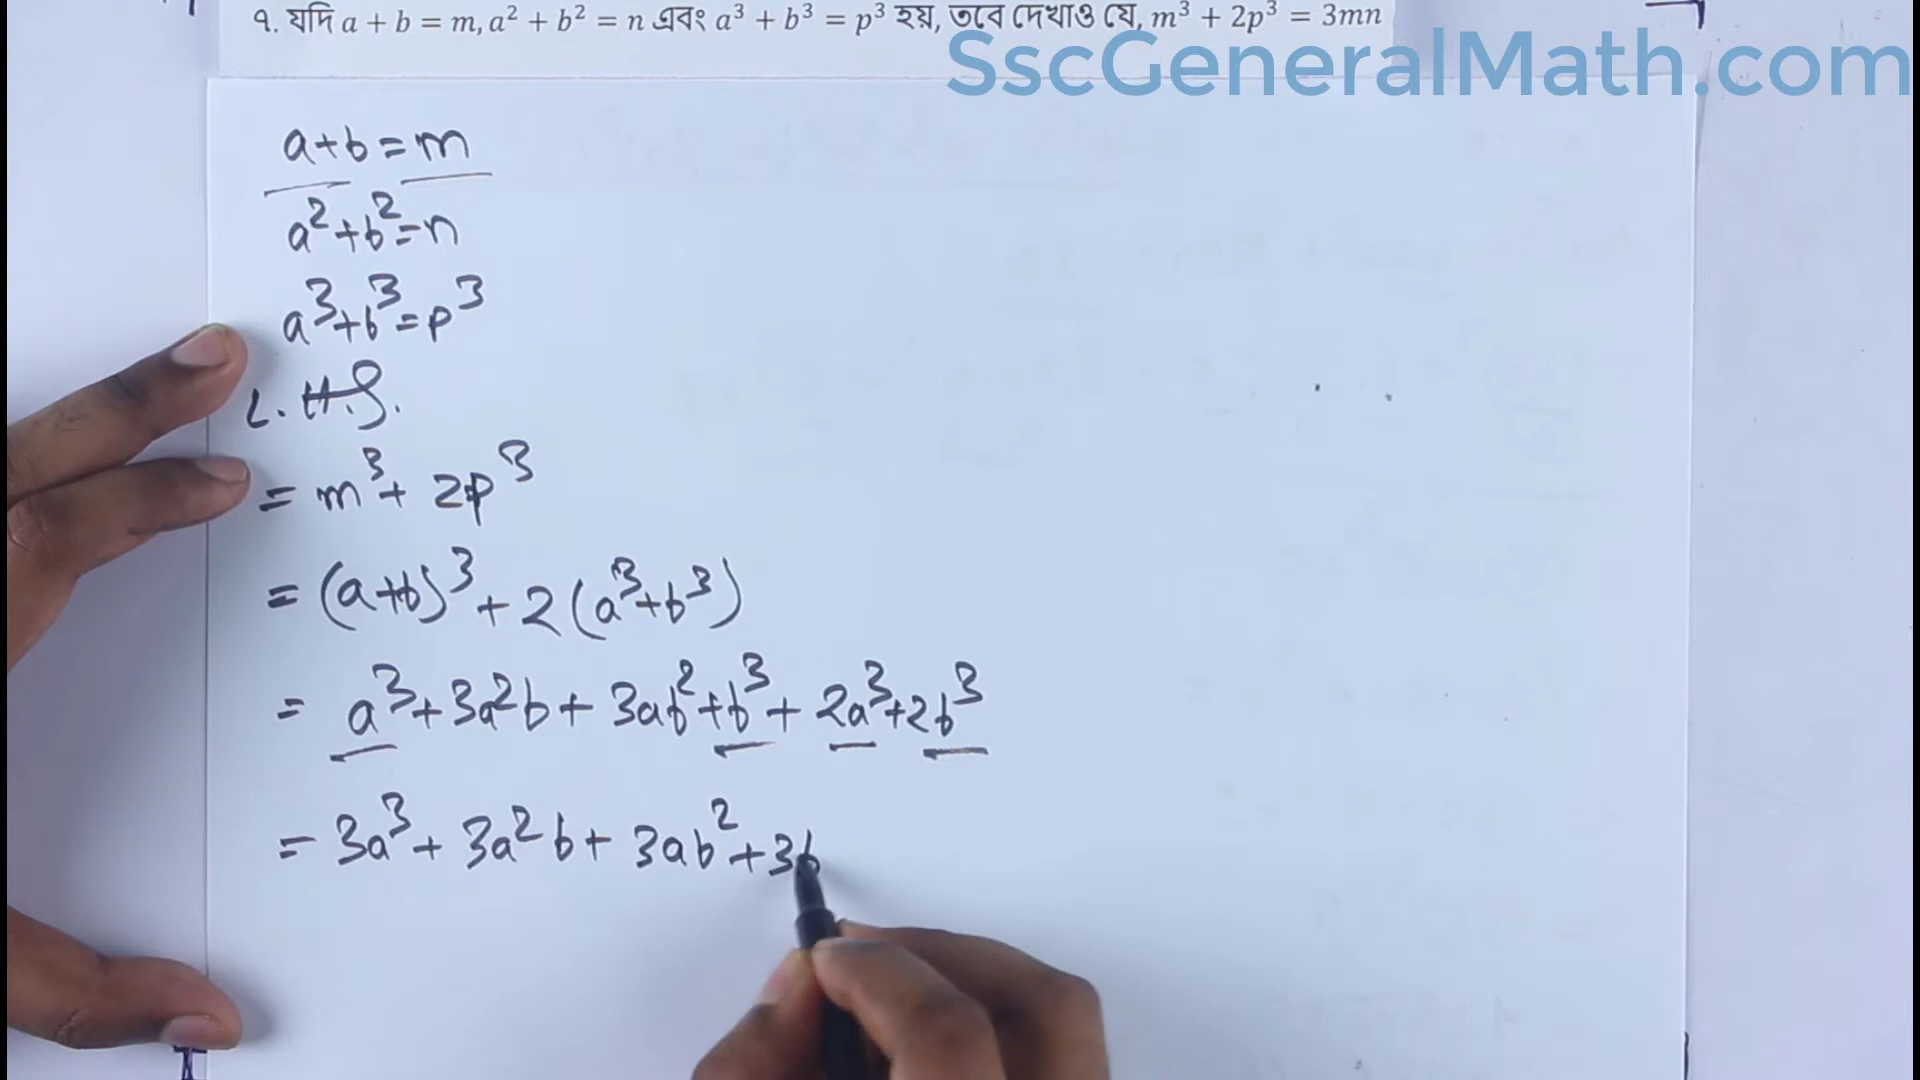 ৭. যদি a + b = m, a² + b² = n এবং a³ + b³ = p³ হয়, তবে দেখাও যে, m³ + 2p³ = 3mn
SscGeneralMath.com
a+b=m
a²+b²=n
a³+b³=p³
L.H.S.
= m³+ 2p³
= (a+b)³+2(a³+b³)
= a³+3a²b+3ab²+b³+2a³+2b³
= 3a³+3a²b+3ab²+3b